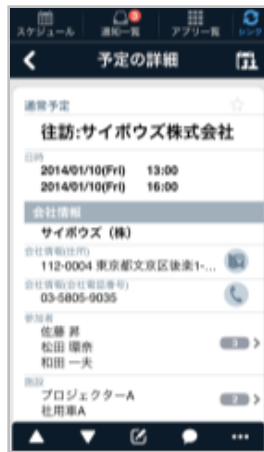 スケジュール
通知一覧
3
アプリ一覧
シンク
予定の詳細
通常予定
往訪:サイボウズ株式会社
日時
2014/01/10(Fri) 13:00
2014/01/10(Fri) 16:00
会社情報
サイボウズ（株）
会社情報(住所)
112-0004 東京都文京区後楽1-...
会社情報(会社電話番号)
03-5805-9035
参加者
佐藤 昇
松田 環奈
和田 一夫
3
施設
プロジェクターA
社用車A
2